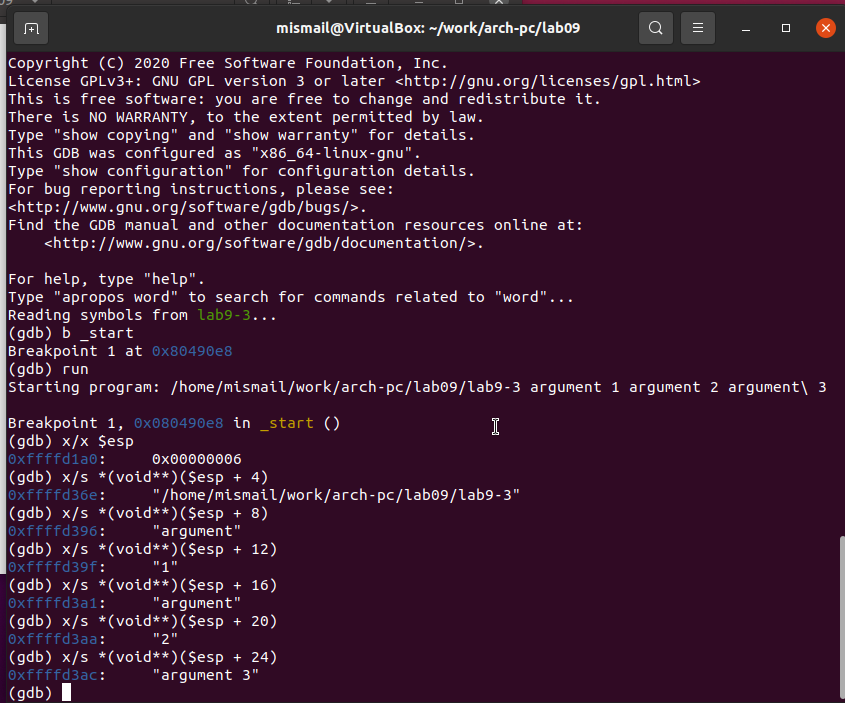 mismail@VirtualBox: ~/work/arch-pc/lab09
Copyright (C) 2020 Free Software Foundation, Inc.
License GPLv3+: GNU GPL version 3 or later <http://gnu.org/licenses/gpl.html>
This is free software: you are free to change and redistribute it.
There is NO WARRANTY, to the extent permitted by law.
Type "show copying" and "show warranty" for details.
This GDB was configured as "x86_64-linux-gnu".
Type "show configuration" for configuration details.
For bug reporting instructions, please see:
<http://www.gnu.org/software/gdb/bugs/>.
Find the GDB manual and other documentation resources online at:
    <http://www.gnu.org/software/gdb/documentation/>.

For help, type "help".
Type "apropos word" to search for commands related to "word"...
Reading symbols from lab9-3...
(gdb) b _start
Breakpoint 1 at 0x80490e8
(gdb) run
Starting program: /home/mismail/work/arch-pc/lab09/lab9-3 argument 1 argument 2 argument\ 3

Breakpoint 1, 0x080490e8 in _start ()
(gdb) x/x $esp
0xffffd1a0:     0x00000006
(gdb) x/s *(void**)($esp + 4)
0xffffd36e:     "/home/mismail/work/arch-pc/lab09/lab9-3"
(gdb) x/s *(void**)($esp + 8)
0xffffd396:     "argument"
(gdb) x/s *(void**)($esp + 12)
0xffffd39f:     "1"
(gdb) x/s *(void**)($esp + 16)
0xffffd3a1:     "argument"
(gdb) x/s *(void**)($esp + 20)
0xffffd3aa:     "2"
(gdb) x/s *(void**)($esp + 24)
0xffffd3ac:     "argument 3"
(gdb)